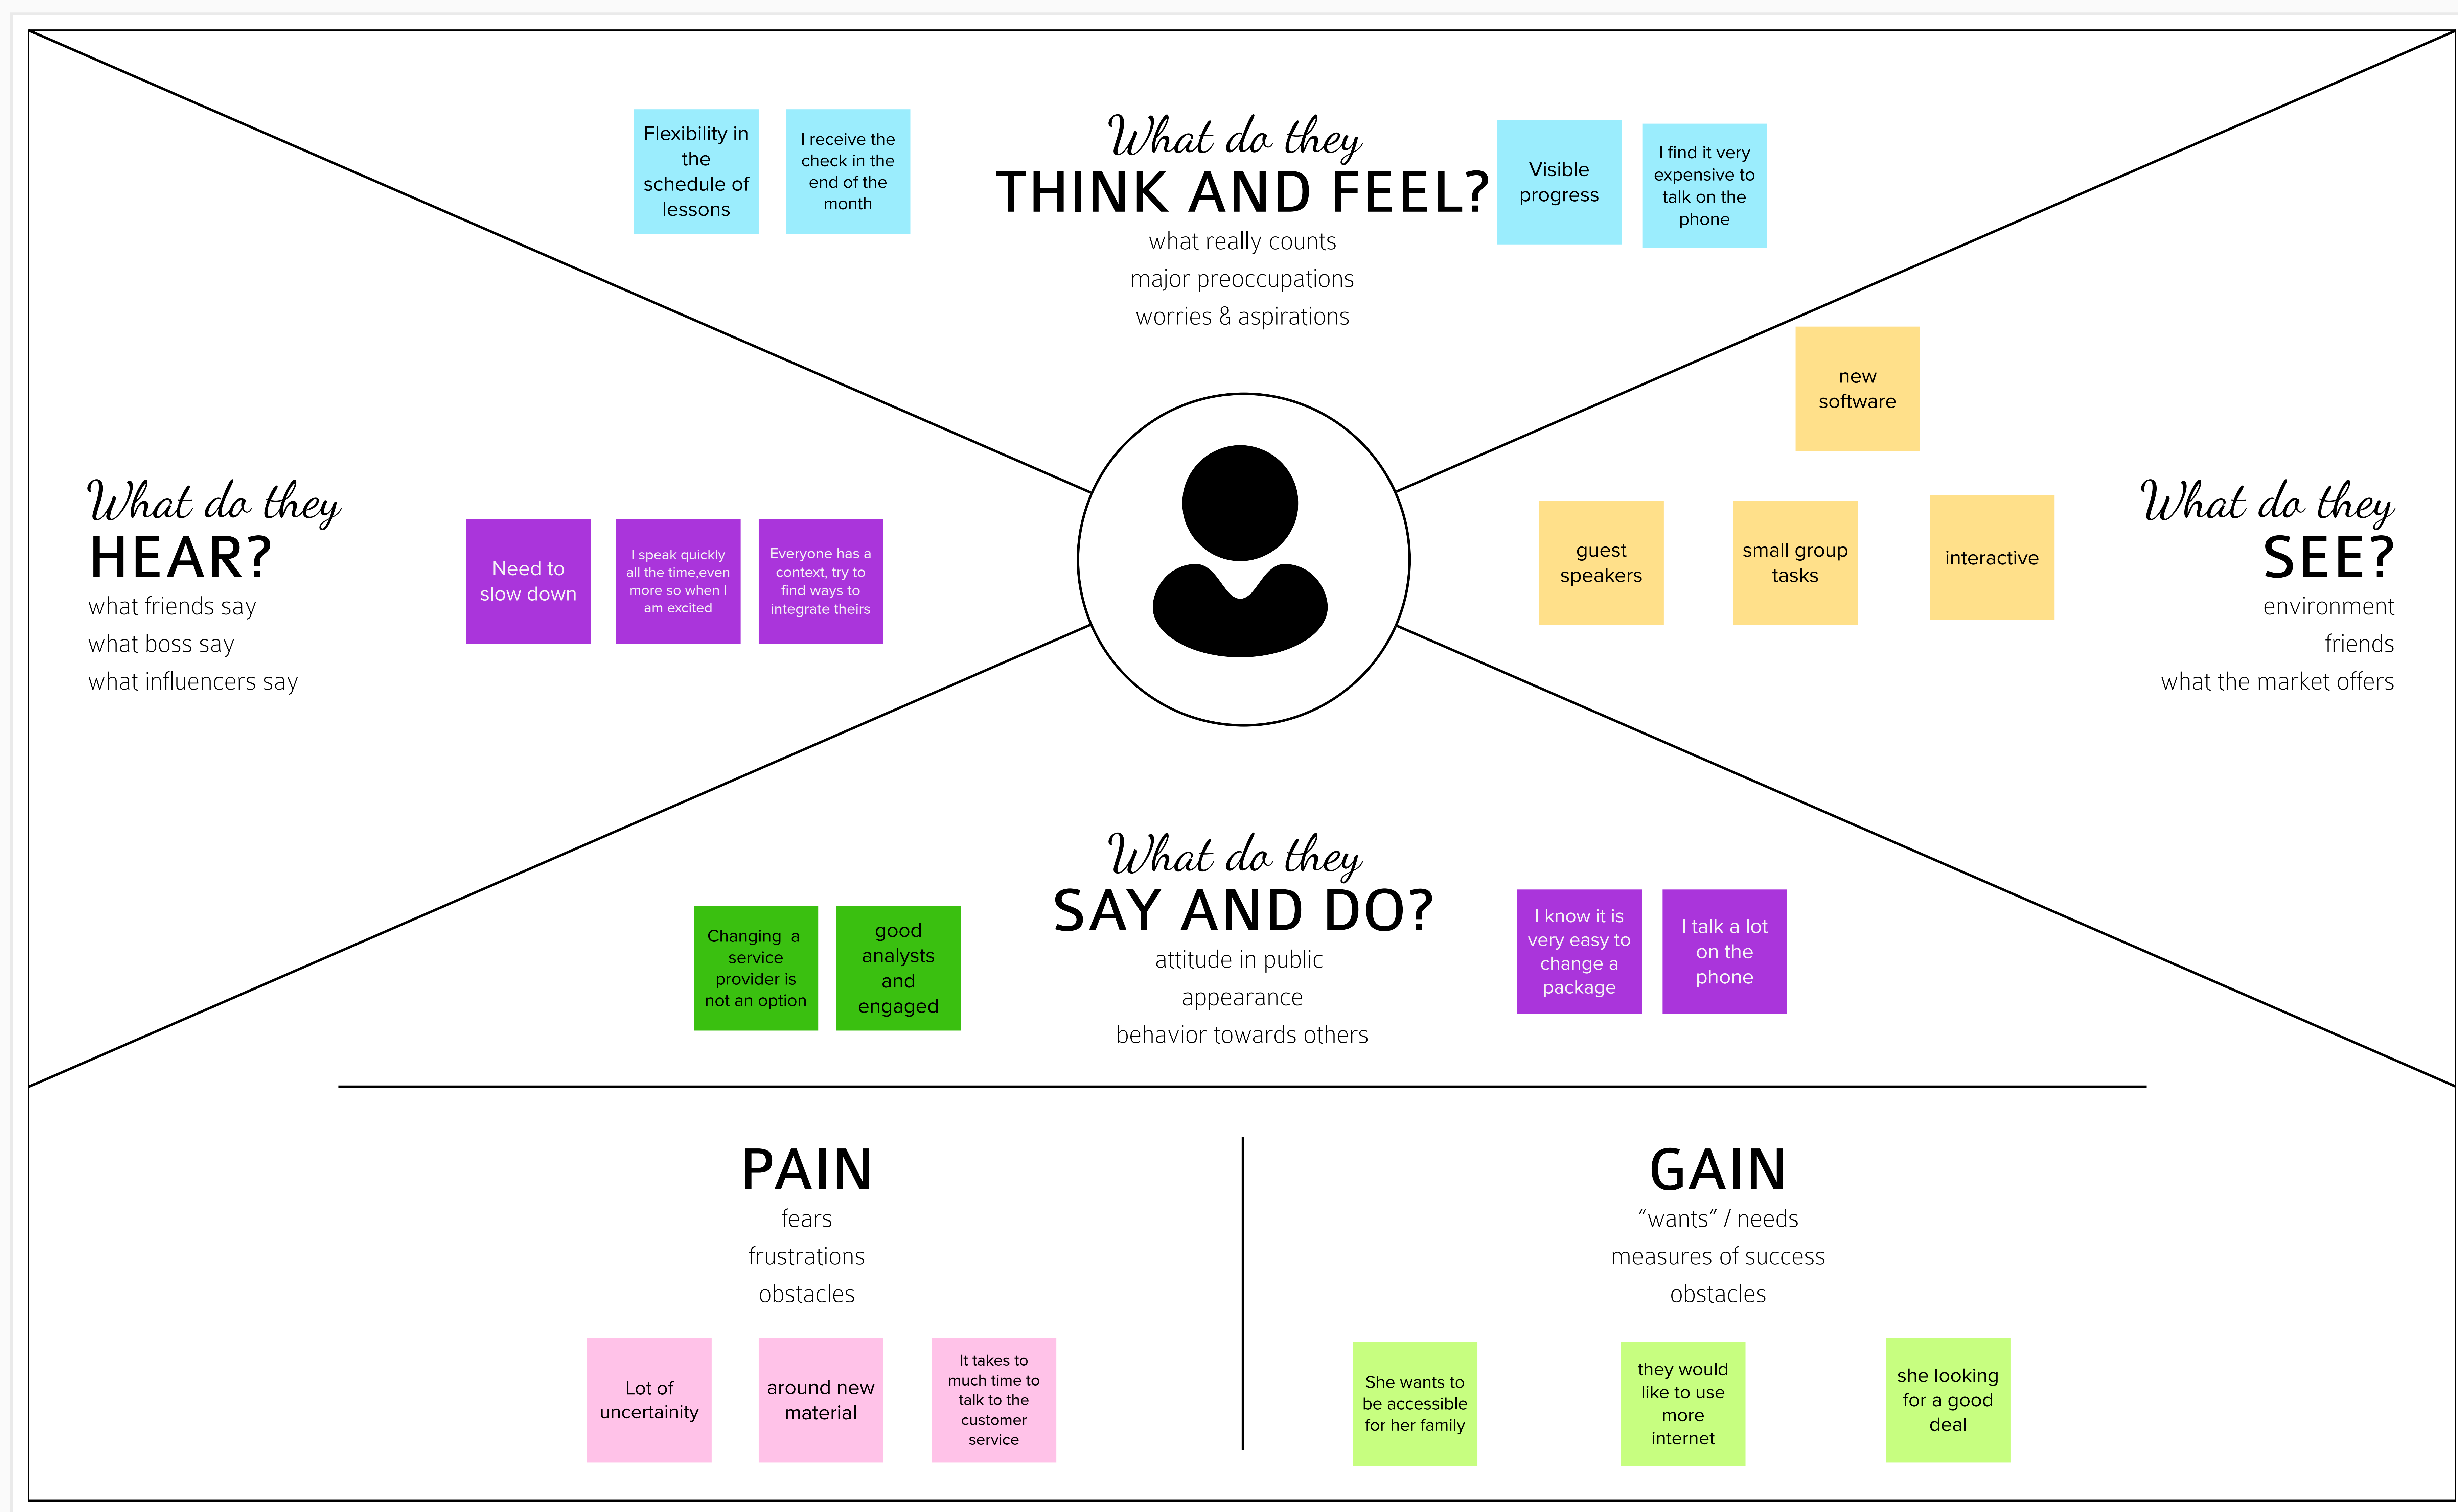 Flexibility in
the
schedule of
lessons
I receive the
check in the
end of the
month
What do they
THINK AND FEEL?
what really counts
major preoccupations
worries & aspirations
Visible
progress
I find it very
expensive to
talk on the
phone
What do they
HEAR?
what friends say
what boss say
what influencers say
Need to
slow down
I speak quickly
all the time,even
more so when I
am excited
Everyone has a
context, try to
find ways to
integrate theirs
new
software
guest
speakers
small group
tasks
interactive
What do they
SEE?
environment
friends
what the market offers
What do they
SAY AND DO?
attitude in public
appearance
behavior towards others
Changing a
service
provider is
not an option
good
analysts
and
engaged
I know it is
very easy to
change a
package
I talk a lot
on the
phone
PAIN
fears
frustrations
obstacles
Lot of
uncertainity
around new
material
It takes to
much time to
talk to the
customer
service
GAIN
“wants” / needs
measures of success
obstacles
She wants to
be accessible
for her family
they would
like to use
more
internet
she looking
for a good
deal